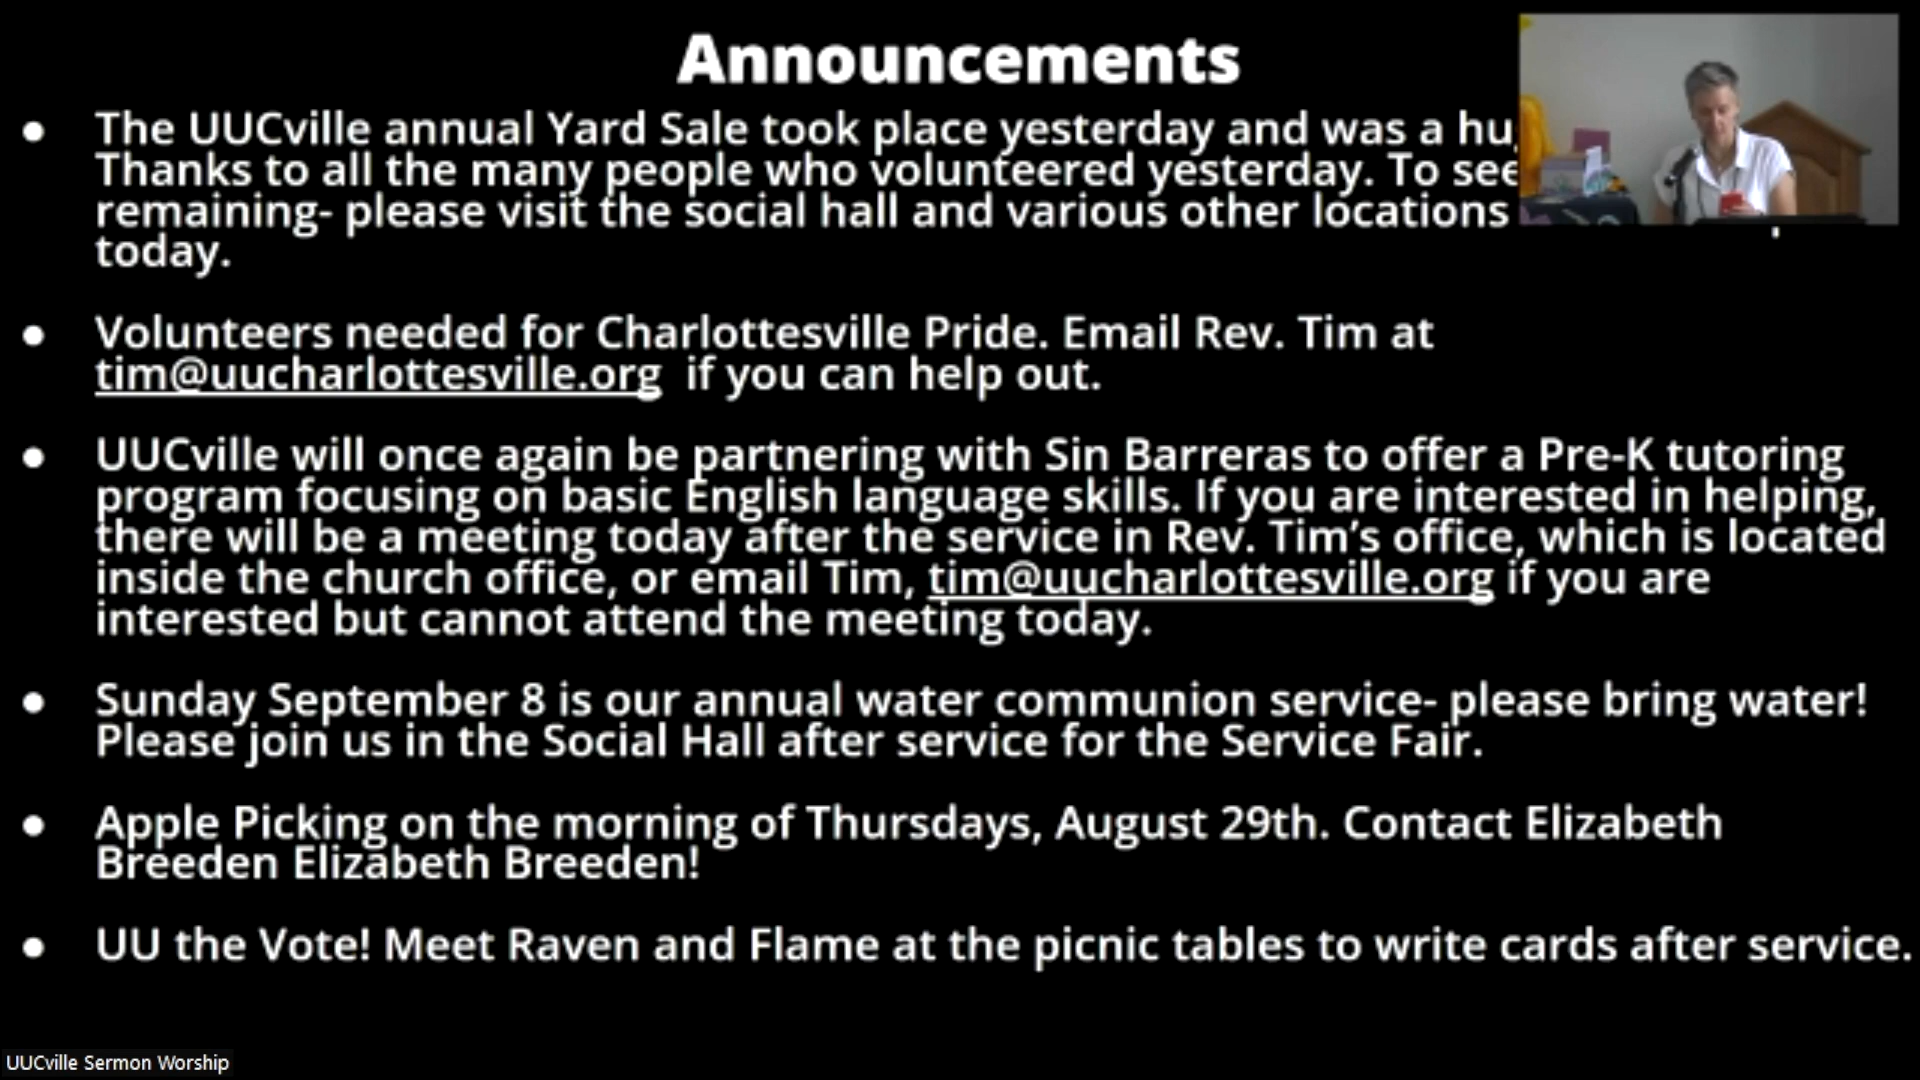 Announcements
● The UUCville annual Yard Sale took place yesterday and was a
Thanks to all the many people who volunteered yesterday. To see
remaining- please visit the social hall and various other locations
today.
● Volunteers needed for Charlottesville Pride. Email Rev. Tim at
tim@uucharlottesville.org if you can help out.
● UUCville will once again be partnering with Sin Barreras to offer a Pre-K tutoring
program focusing on basic English language skills. If you are interested in helping,
there will be a meeting today after the service in Rev. Tim’s office, which is located
inside the church office, or email Tim, tim@uucharlottesville.org if you are
interested but cannot attend the meeting today.
● Sunday September 8 is our annual water communion service- please bring water!
Please join us in the Social Hall after service for the Service Fair.
● Apple Picking on the morning of Thursdays, August 29th. Contact Elizabeth
Breeden Elizabeth Breeden!
● UU the Vote! Meet Raven and Flame at the picnic tables to write cards after service.
UUCville Sermon Worship